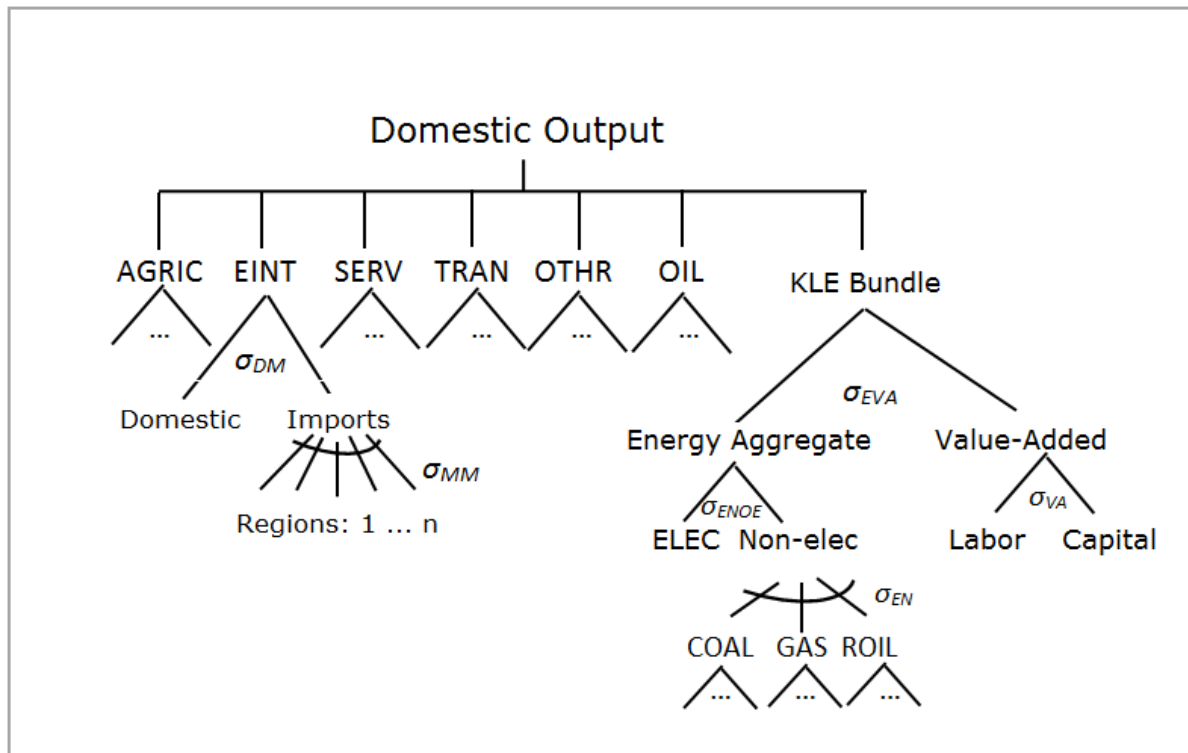 Domestic Output
AGRIC EINT SERV TRAN OTHR OIL KLE Bundle
... ... ... ... ...
σDM
σEVA
Domestic Imports
Energy Aggregate Value-Added
σMM
σENOE σVA
Regions: 1 ... n
ELEC Non-elec Labor Capital
σEN
COAL GAS ROIL
... ... ...